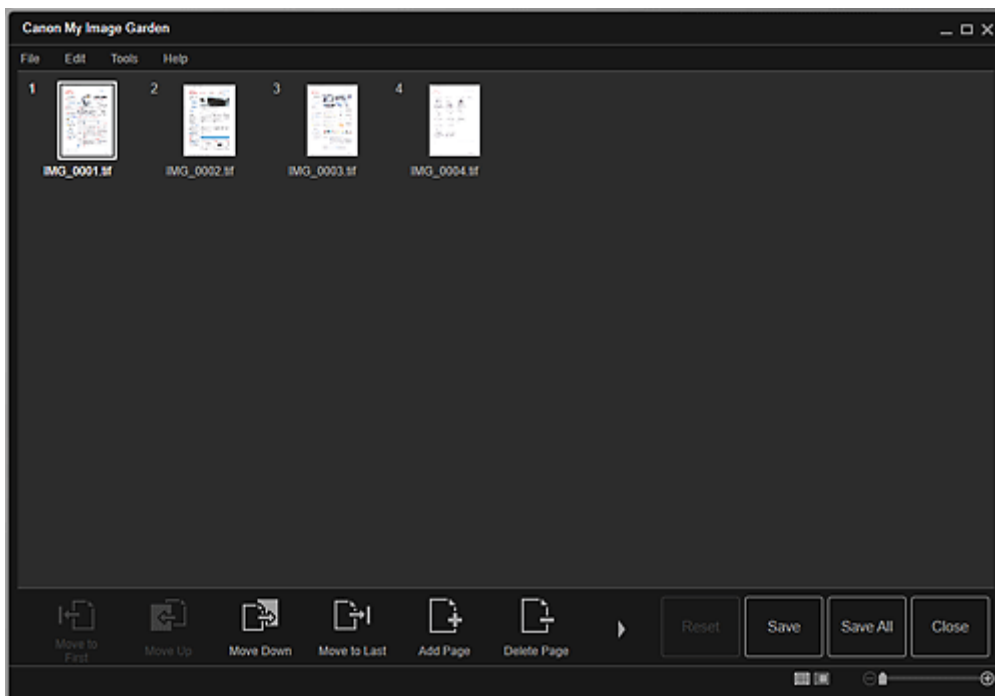 Canon My Image Garden
File Edit Tools Help
1 2 3 4
IMG_0001.tif IMG_0002.tif IMG_0003.tif IMG_0004.tif
Move to First Move Up Move Down Move to Last Add Page Delete Page Reset Save Save All Close